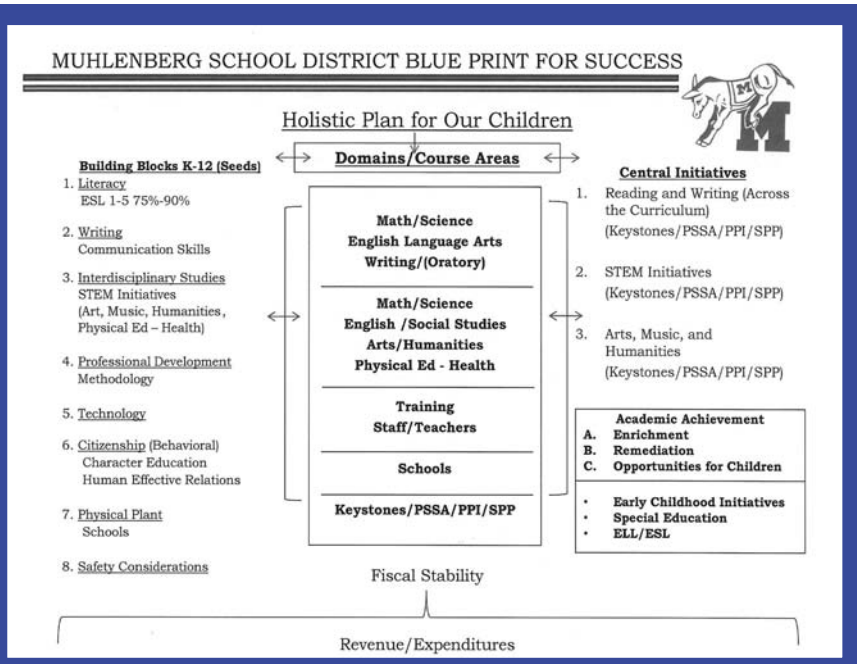 MUHLENBERG SCHOOL DISTRICT BLUE PRINT FOR SUCCESS
M
M
Holistic Plan for Our Children
Domains/Course Areas
Building Blocks K-12 (Seeds)
1. Literacy
ESL 1-5 75%-90%
2. Writing
Communication Skills
3. Interdisciplinary Studies
STEM Initiatives
(Art, Music, Humanities,
Physical Ed – Health)
4. Professional Development
Methodology
5. Technology
6. Citizenship (Behavioral)
Character Education
Human Effective Relations
7. Physical Plant
Schools
8. Safety Considerations
Math/Science
English Language Arts
Writing/(Oratory)
Math/Science
English /Social Studies
Arts/Humanities
Physical Ed - Health
Training
Staff/Teachers
Schools
Keystones/PSSA/PPI/SPP
Central Initiatives
1. Reading and Writing (Across
the Curriculum)
(Keystones/PSSA/PPI/SPP)
2. STEM Initiatives
(Keystones/PSSA/PPI/SPP)
3. Arts, Music, and
Humanities
(Keystones/PSSA/PPI/SPP)
Academic Achievement
A. Enrichment
B. Remediation
C. Opportunities for Children
• Early Childhood Initiatives
• Special Education
• ELL/ESL
Fiscal Stability
Revenue/Expenditures